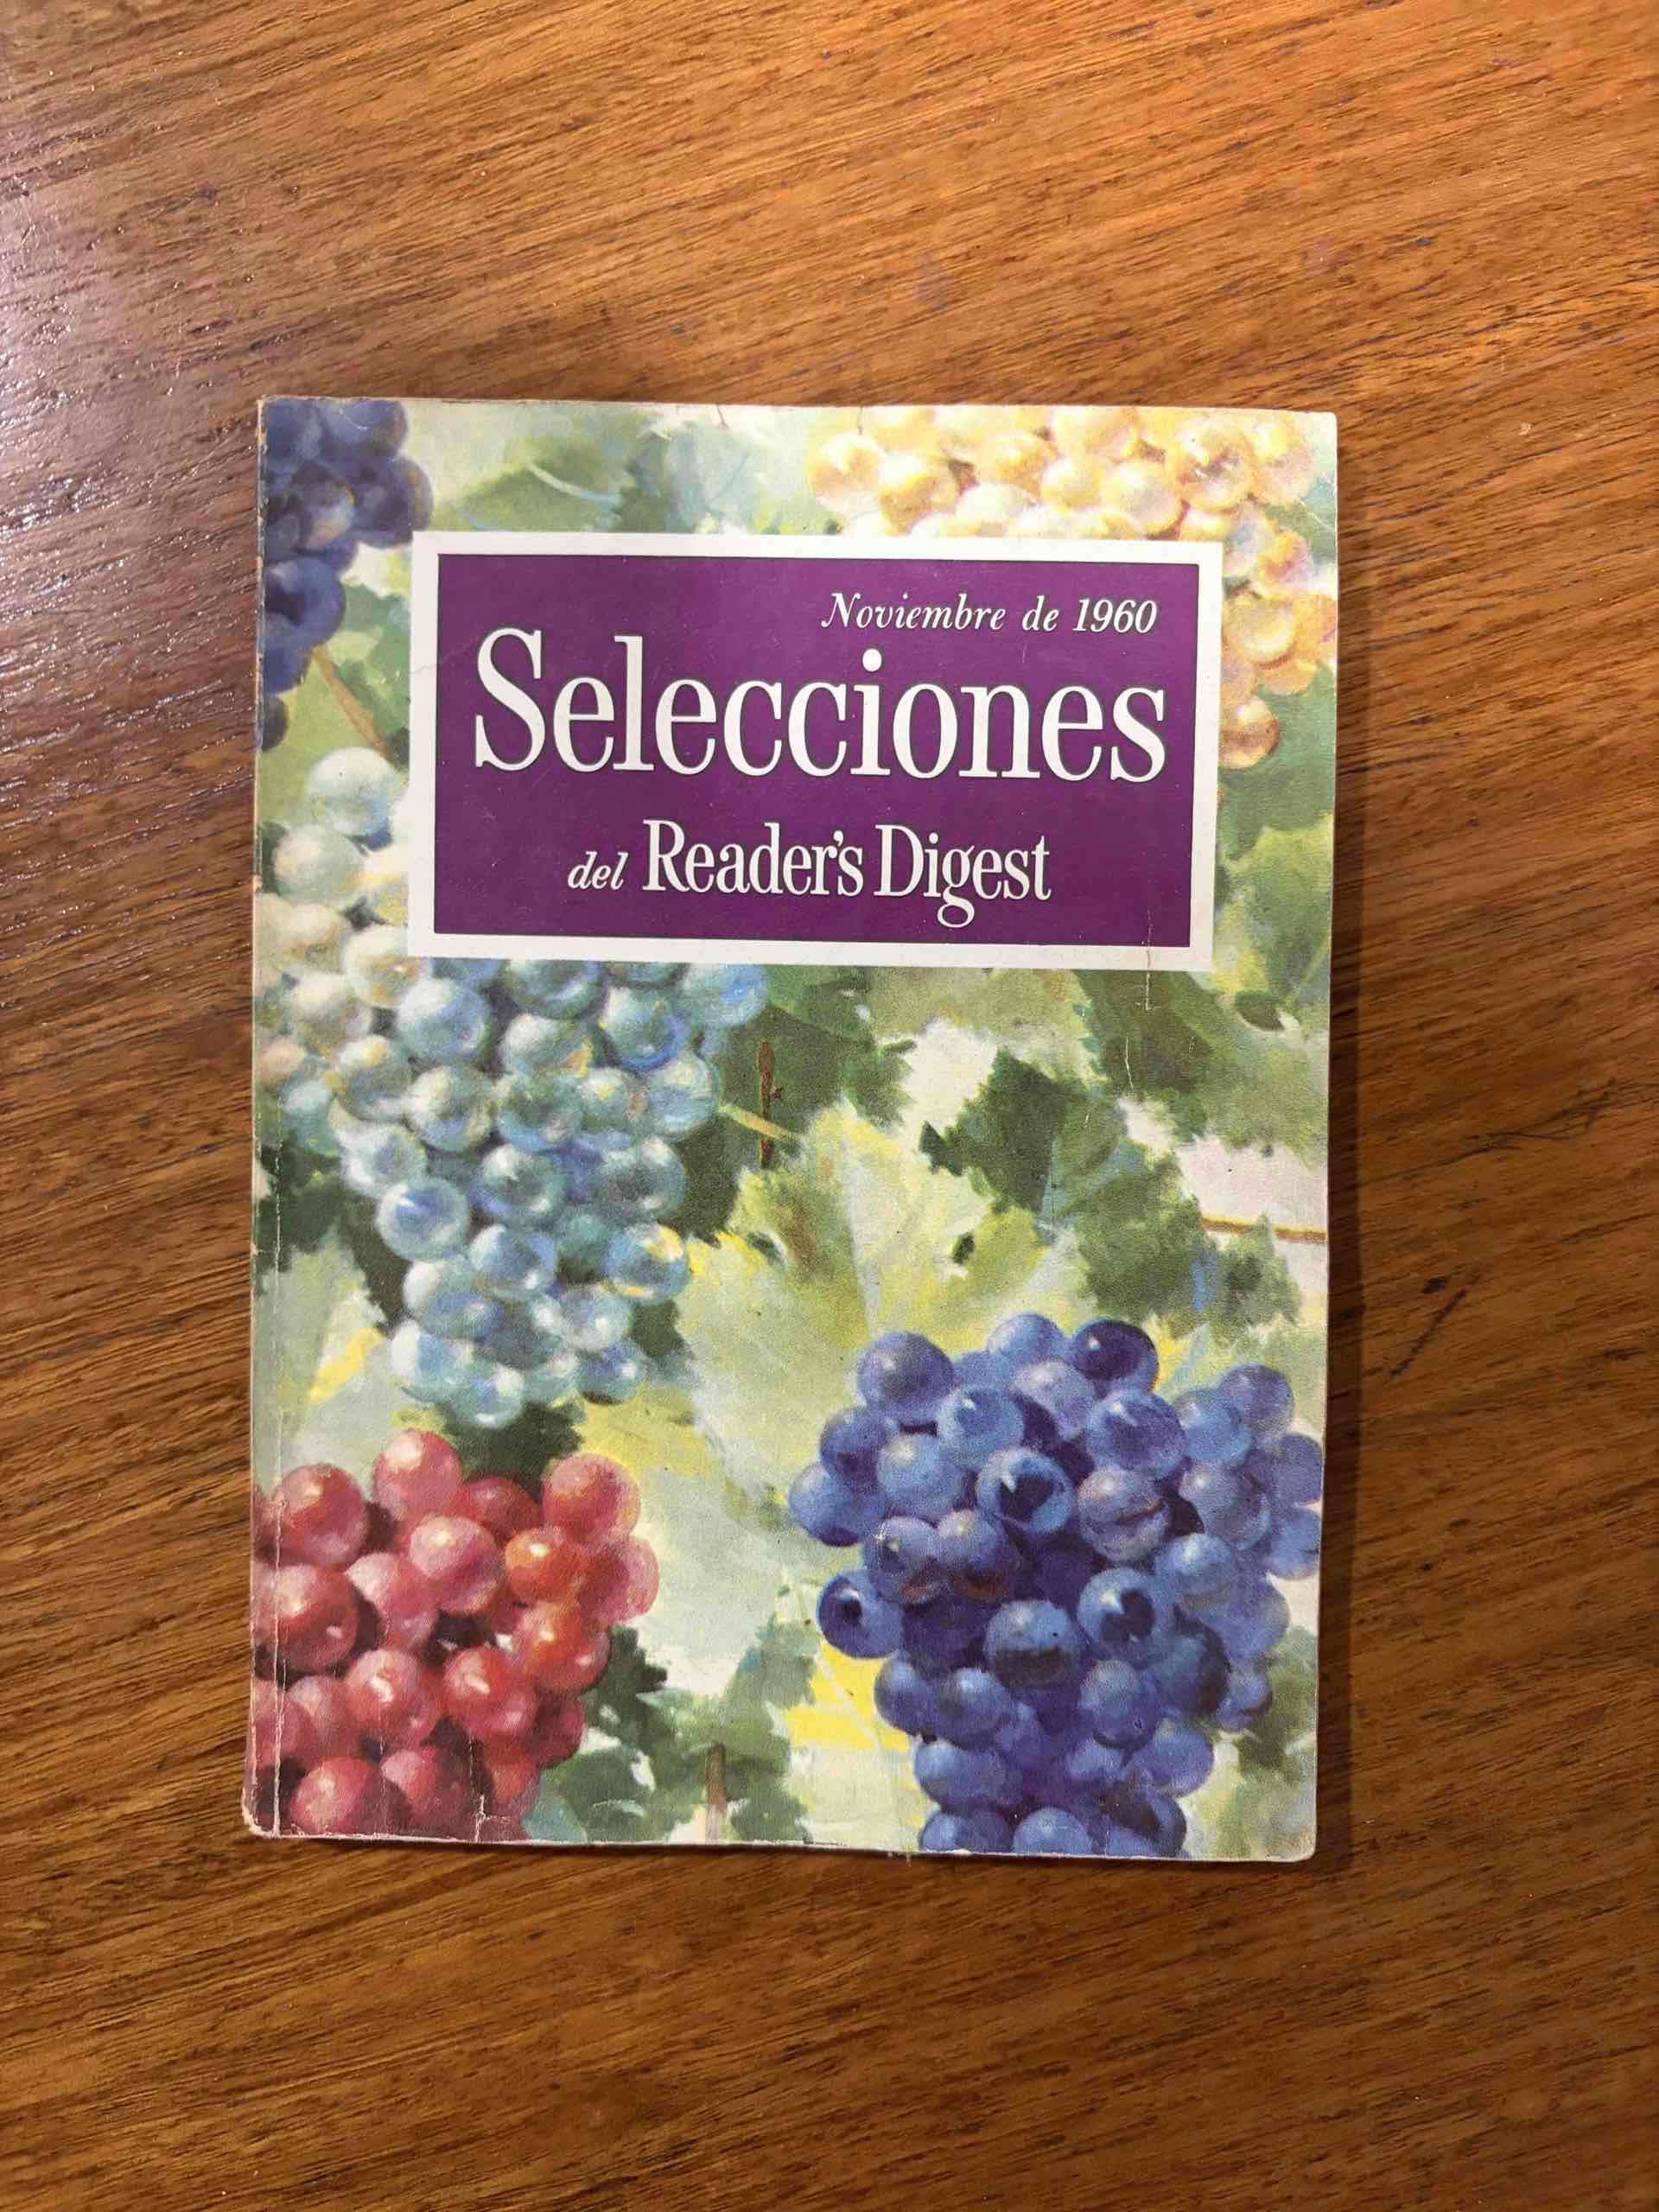 Noviembre de 1960
Selecciones
del Reader's Digest